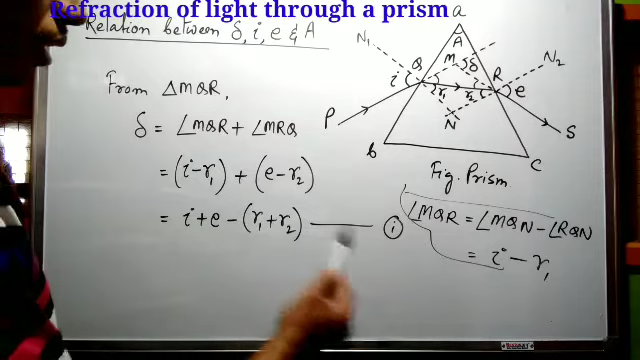 Refraction of light through a prism
Relation between δ, i, e & A
From △MQR,
δ = ∠MQR + ∠MRQ
= (i-r₁) + (e-r₂)
= i+e-(r₁+r₂) ——— (i)
a
A
N₁
N₂
M
δ
Q
R
i
r₁
r₂
e
P
N
S
b
c
Fig. Prism
∠MQR = ∠MQN - ∠RQN
= i - r₁